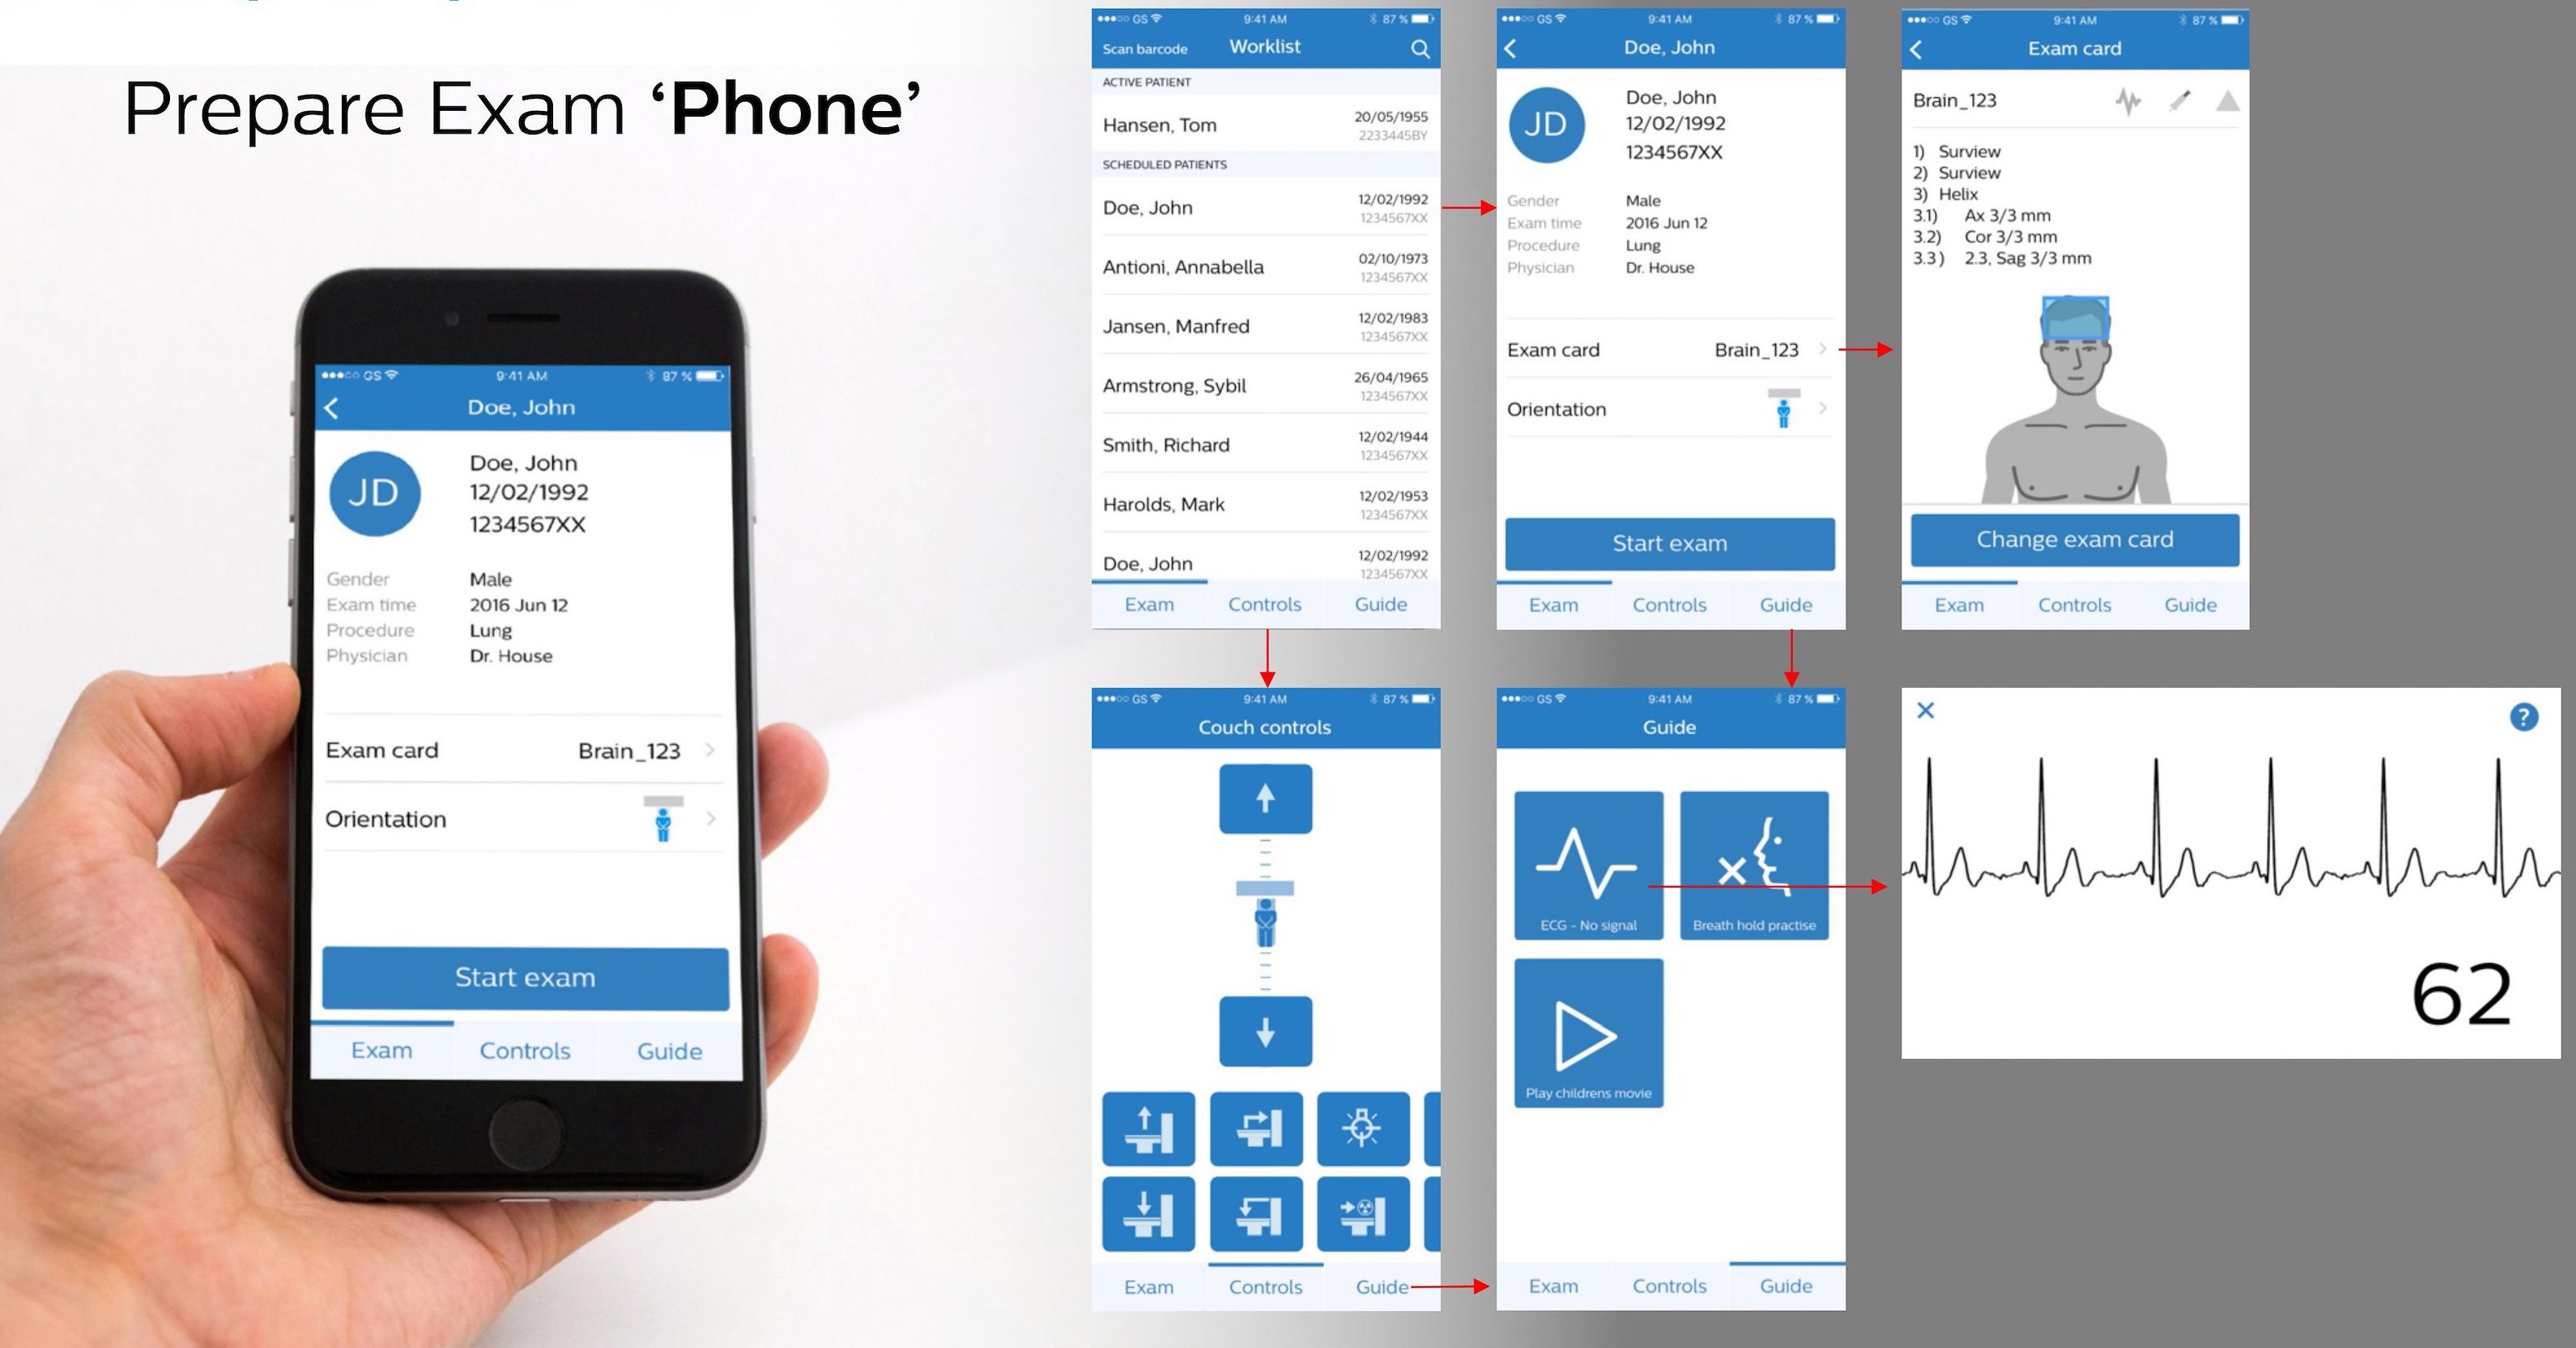 Prepare Exam ‘Phone’
GS 9:41 AM 87 %
Doe, John
JD
Doe, John
12/02/1992
1234567XX
Gender Male
Exam time 2016 Jun 12
Procedure Lung
Physician Dr. House
Exam card Brain_123
Orientation
Start exam
Exam Controls Guide
GS 9:41 AM 87 %
Scan barcode Worklist
ACTIVE PATIENT
Hansen, Tom 20/05/1955
2233445BY
SCHEDULED PATIENTS
Doe, John 12/02/1992
1234567XX
Antioni, Annabella 02/10/1973
1234567XX
Jansen, Manfred 12/02/1983
1234567XX
Armstrong, Sybil 26/04/1965
1234567XX
Smith, Richard 12/02/1944
1234567XX
Harolds, Mark 12/02/1953
1234567XX
Doe, John 12/02/1992
1234567XX
Exam Controls Guide
GS 9:41 AM 87 %
Doe, John
JD
Doe, John
12/02/1992
1234567XX
Gender Male
Exam time 2016 Jun 12
Procedure Lung
Physician Dr. House
Exam card Brain_123
Orientation
Start exam
Exam Controls Guide
GS 9:41 AM 87 %
Exam card
Brain_123
1) Surview
2) Surview
3) Helix
3.1) Ax 3/3 mm
3.2) Cor 3/3 mm
3.3) 2.3, Sag 3/3 mm
Change exam card
Exam Controls Guide
GS 9:41 AM 87 %
Couch controls
Exam Controls Guide
GS 9:41 AM 87 %
Guide
ECG - No signal
Breath hold practise
Play childrens movie
Exam Controls Guide
?
62